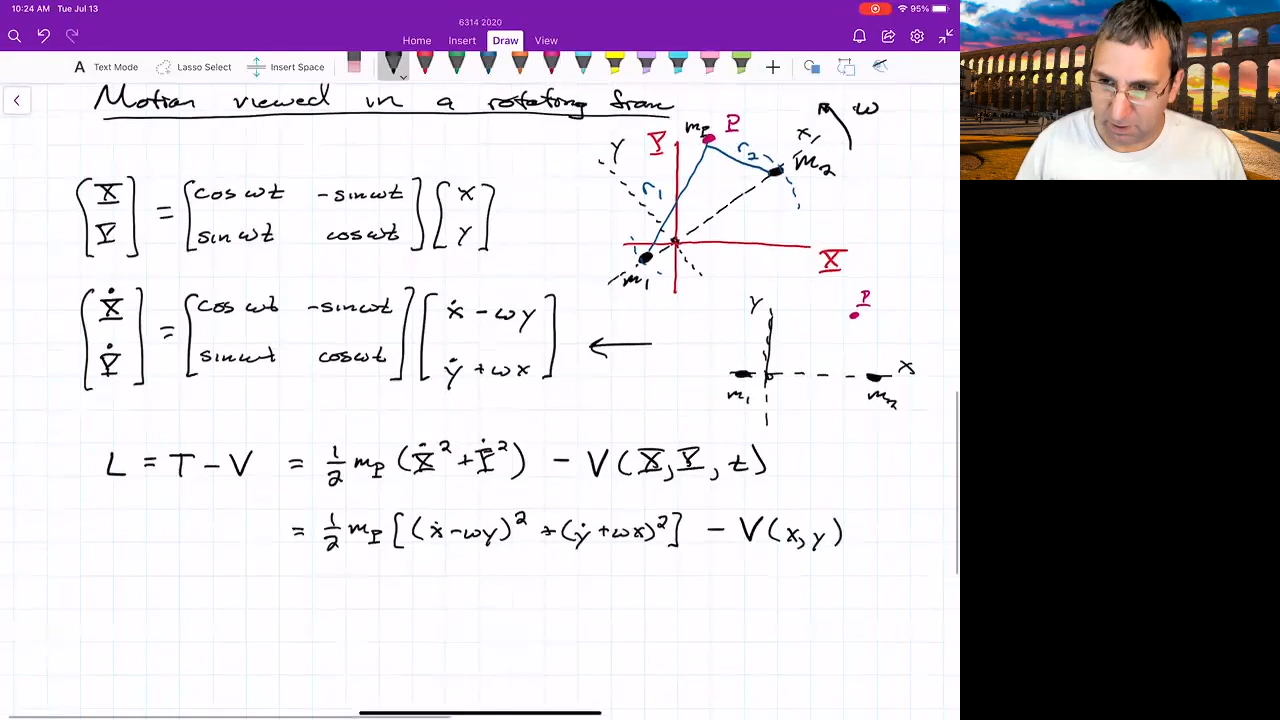 10:24 AM Tue Jul 13
95%
6314 2020
Home Insert Draw View
Text Mode Lasso Select Insert Space
Motion viewed in a rotating fram
[X Y] = [cos ωt -sin ωt sin ωt cos ωt] [x y]
[Ẋ Ẏ] = [cos ωt -sin ωt sin ωt cos ωt] [ẋ - ωy ẏ + ωx] ←
L = T - V = 1/2 m_P (Ẋ² + Ẏ²) - V(X, Y, t)
= 1/2 m_P [(ẋ - ωy)² + (ẏ + ωx)²] - V(x, y)
y Y m_P P r_2 x m_2 ω
r_1
m_1 X
y P
x
m_1 m_2